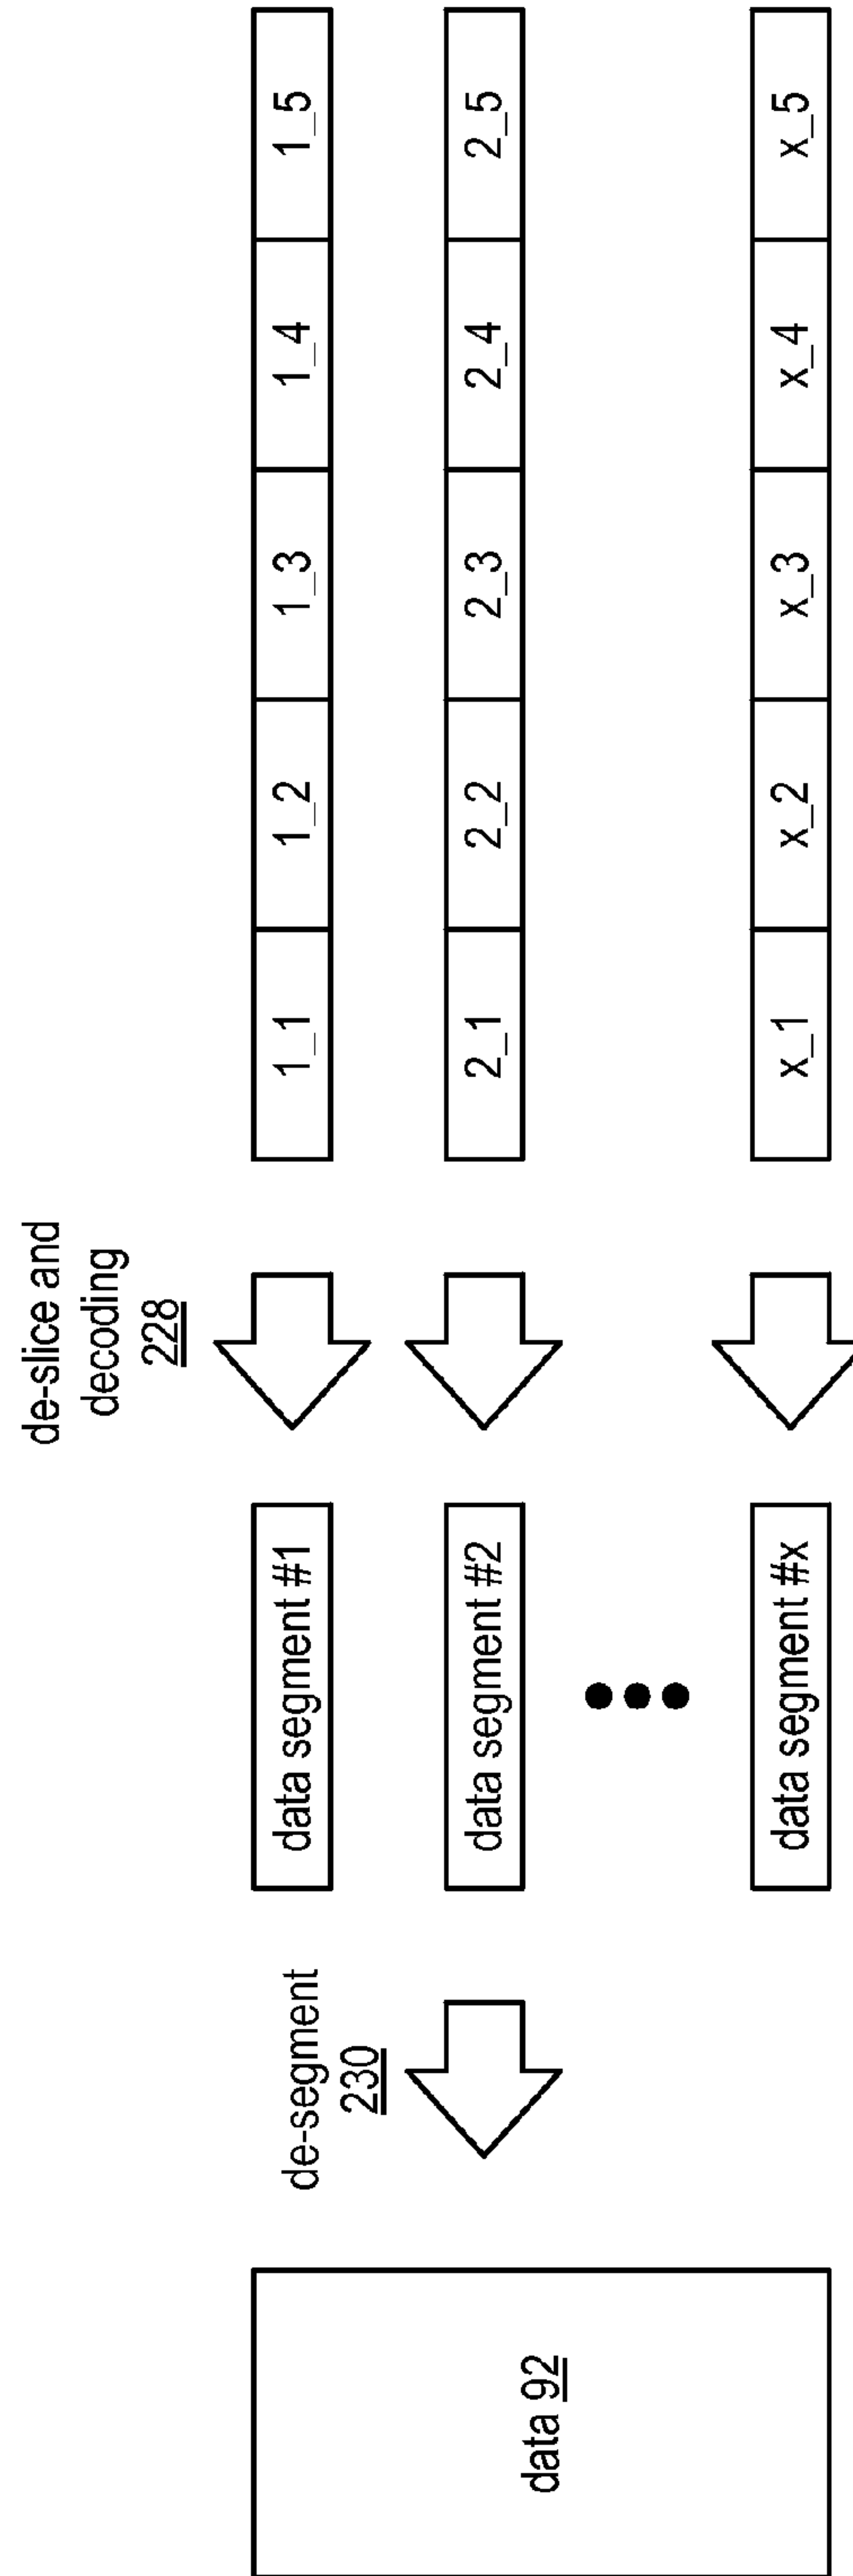 de-slice and
decoding
228
de-segment
230
data segment #1
1_1
1_2
1_3
1_4
1_5
data 92
data segment #2
2_1
2_2
2_3
2_4
2_5
data segment #x
x_1
x_2
x_3
x_4
x_5